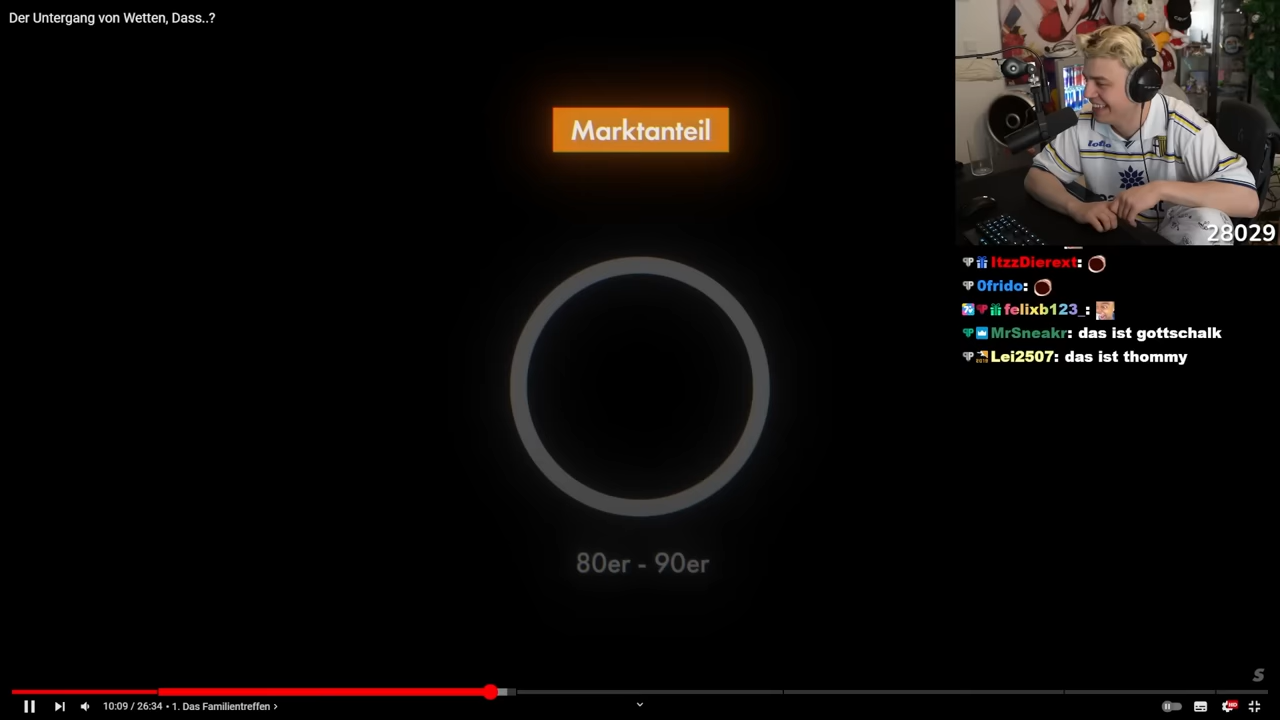 Der Untergang von Wetten, Dass..?
Marktanteil
80er - 90er
28029
ItzzDierext:
0frido:
felixb123_:
MrSneakr: das ist gottschalk
Lei2507: das ist thommy
10:09 / 26:34 • 1. Das Familientreffen ›
HD
S